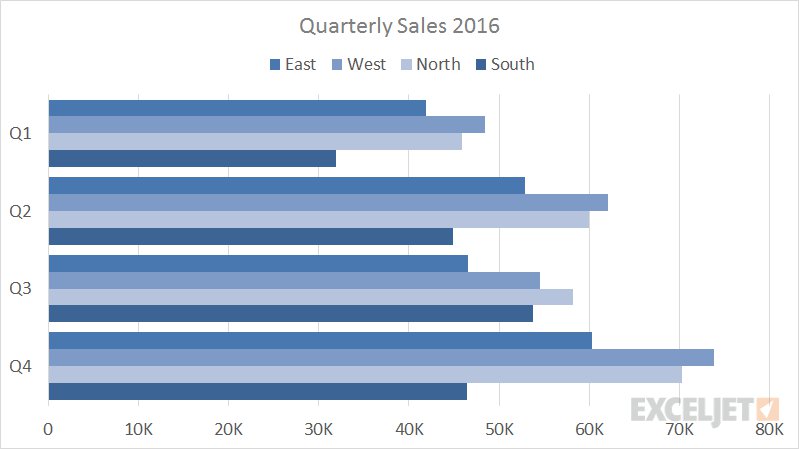 Quarterly Sales 2016
East West North South
Q1
Q2
Q3
Q4
EXCELJET
0 10K 20K 30K 40K 50K 60K 70K 80K